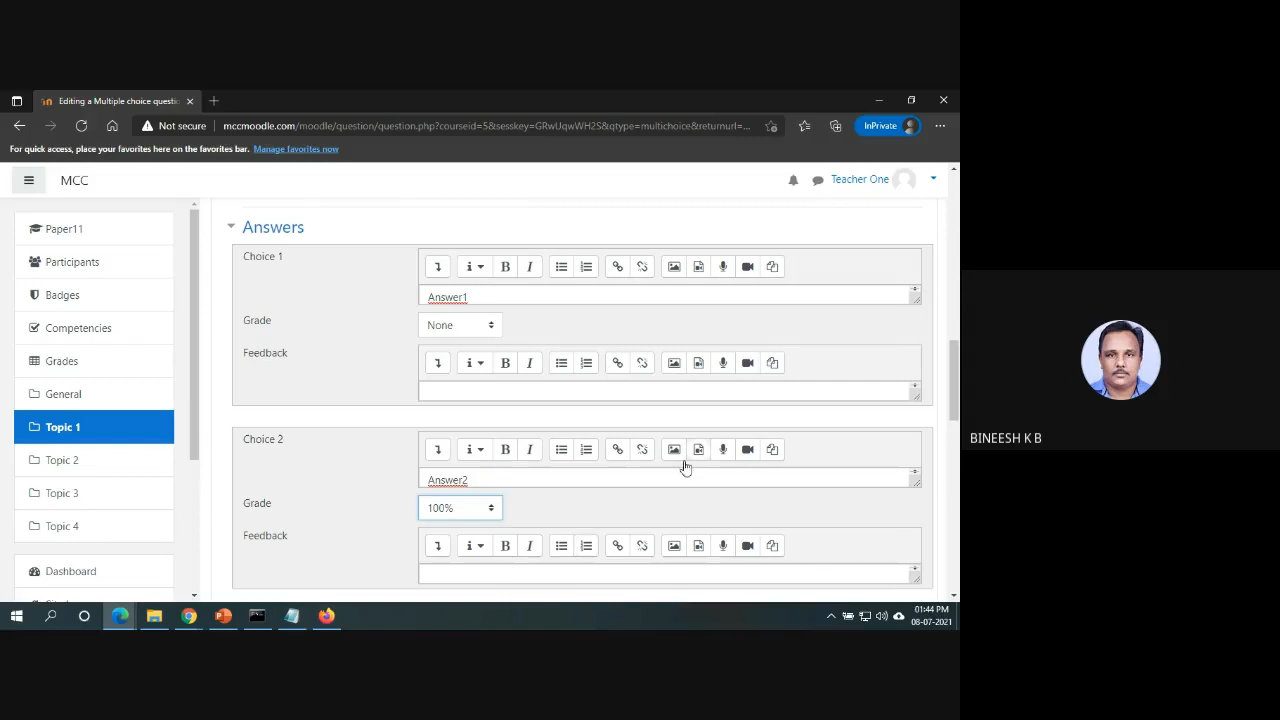 Editing a Multiple choice questi
Not secure
mccmoodle.com/moodle/question/question.php?courseid=5&sesskey=GRwUqwWH2S&qtype=multichoice&returnurl=...
InPrivate
For quick access, place your favorites here on the favorites bar. Manage favorites now
MCC
Teacher One
Paper11
Participants
Badges
Competencies
Grades
General
Topic 1
Topic 2
Topic 3
Topic 4
Dashboard
Answers
Choice 1
Answer1
Grade
None
Feedback
Choice 2
Answer2
Grade
100%
Feedback
BINEESH K B
01:44 PM
08-07-2021